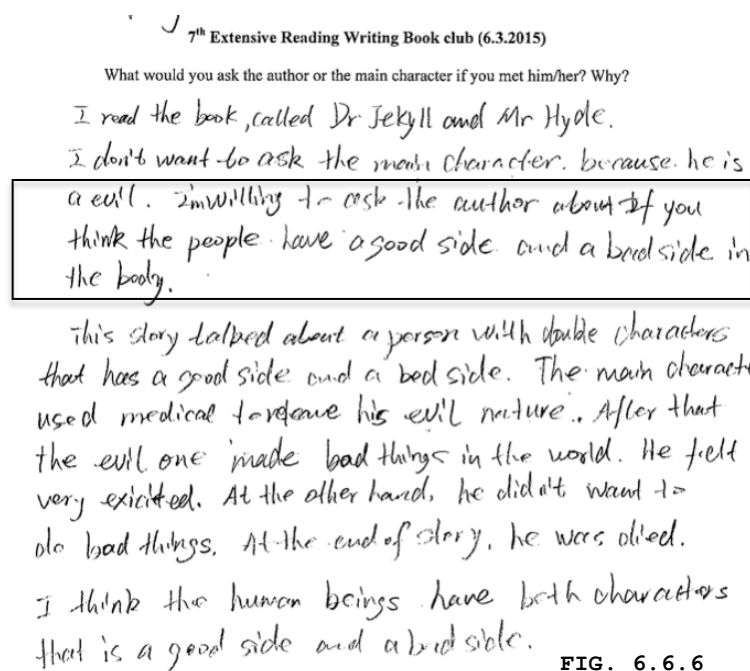 7th Extensive Reading Writing Book club (6.3.2015)
What would you ask the author or the main character if you met him/her? Why?
I read the book, called Dr Jekyll and Mr Hyde.
I don't want to ask the main character. because. he is
a evil. I'm willing to ask the author about If you
think the people have a good side and a bad side in
the body.
This story talked about a person with double characters
that has a good side and a bed side. The main charact
used medical to his evil nature.. After that
the evil one made bad things in the world. He felt
very exicited. At the other hand, he didn't want to
do bad things. At the end of story, he was died.
I think the human beings have both characters
that is a good side and a bad side.
FIG. 6.6.6